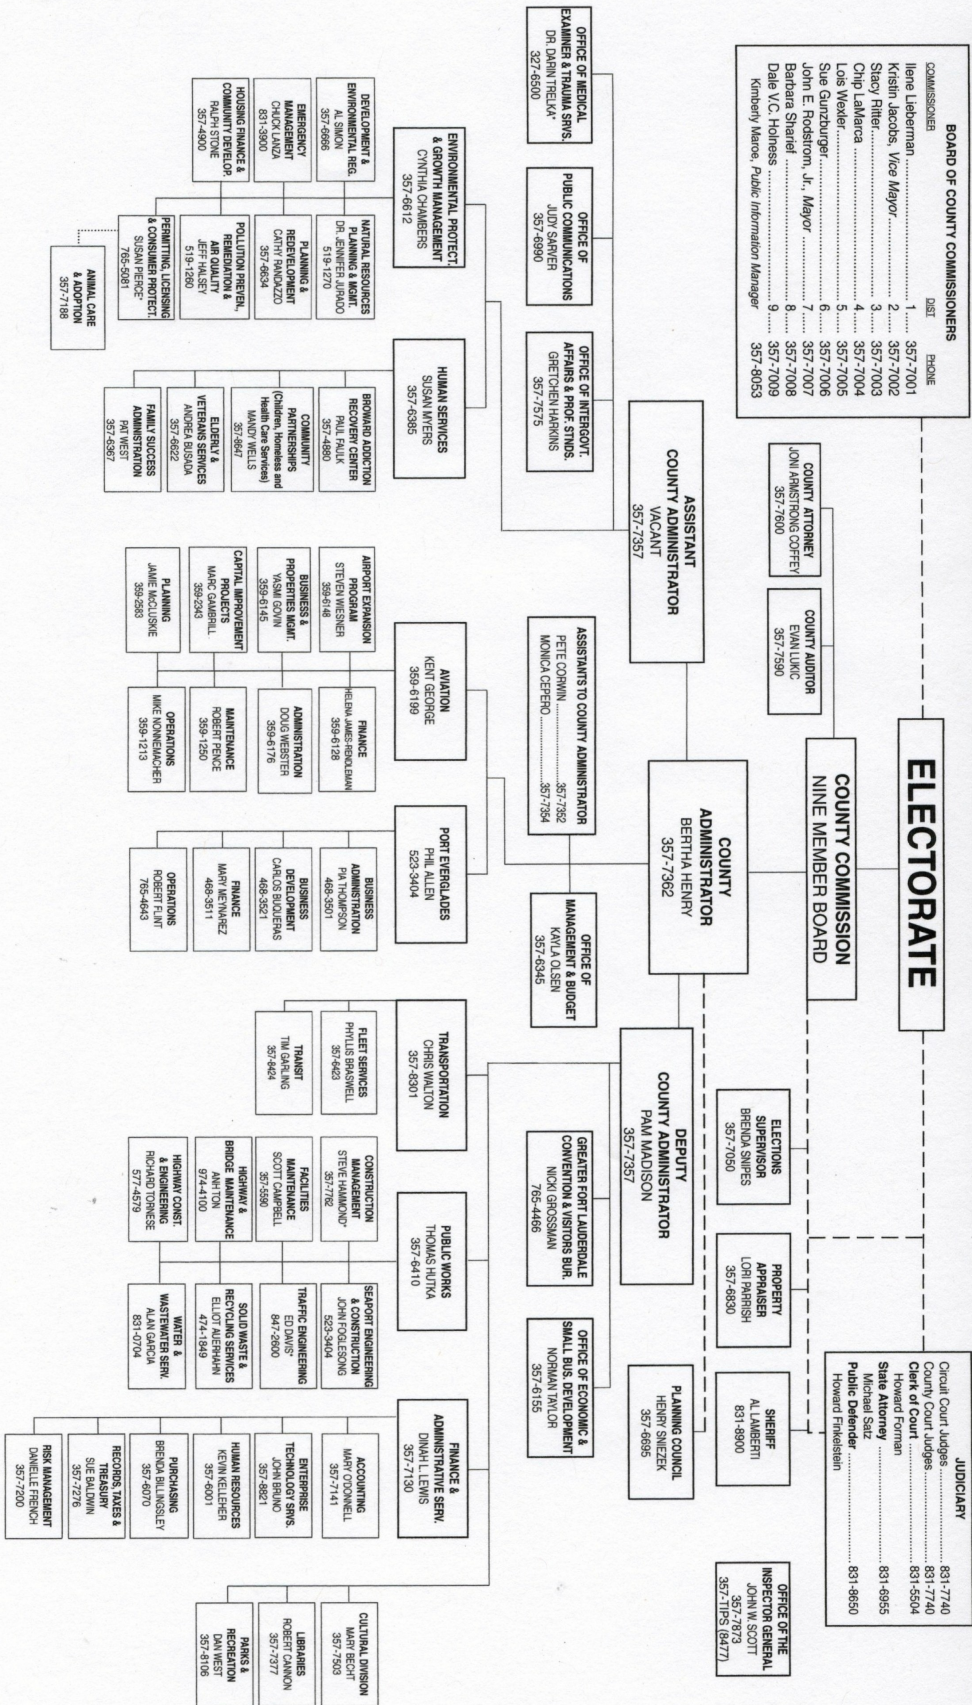 ELECTORATE
BOARD OF COUNTY COMMISSIONERS
COMMISSIONER DIST PHONE
Ilene Lieberman 1 357-7001
Kristin Jacobs, Vice Mayor 2 357-7002
Stacy Ritter 3 357-7003
Chip LaMarca 4 357-7004
Lois Wexler 5 357-7005
Sue Gunzburger 6 357-7006
John E. Rodstrom, Jr., Mayor 7 357-7007
Barbara Sharief 8 357-7008
Dale V.C. Holness 9 357-7009
Kimberly Maroe, Public Information Manager 357-8053
JUDICIARY
Circuit Court Judges 831-7740
County Court Judges 831-7740
Clerk of Court 831-5504
Howard Forman
State Attorney 831-6955
Michael Satz
Public Defender 831-8650
Howard Finkelstein
COUNTY COMMISSION
NINE MEMBER BOARD
COUNTY ATTORNEY
JONI ARMSTRONG COFFEY
357-7600
COUNTY AUDITOR
EVAN LUKIC
357-7590
ELECTIONS
SUPERVISOR
BRENDA SNIPES
357-7050
PROPERTY
APPRAISER
LORI PARRISH
357-6830
SHERIFF
AL LAMBERTI
831-8900
OFFICE OF THE
INSPECTOR GENERAL
JOHN W. SCOTT
357-7873
357-TIPS (8477)
ASSISTANT
COUNTY ADMINISTRATOR
VACANT
357-7357
COUNTY
ADMINISTRATOR
BERTHA HENRY
357-7362
DEPUTY
COUNTY ADMINISTRATOR
PAM MADISON
357-7357
PLANNING COUNCIL
HENRY SNIEZEK
357-6695
OFFICE OF MEDICAL
EXAMINER & TRAUMA SRVS.
DR. DARIN TRELKA*
327-6500
OFFICE OF
PUBLIC COMMUNICATIONS
JUDY SARVER
357-6990
OFFICE OF INTERGOVT.
AFFAIRS & PROF. STNDS.
GRETCHEN HARKINS
357-7575
ASSISTANTS TO COUNTY ADMINISTRATOR
PETE CORWIN 357-7352
MONICA CEPERO 357-7354
OFFICE OF
MANAGEMENT & BUDGET
KAYLA OLSEN
357-6345
GREATER FORT LAUDERDALE
CONVENTION & VISITORS BUR.
NICKI GROSSMAN
765-4466
OFFICE OF ECONOMIC &
SMALL BUS. DEVELOPMENT
NORMAN TAYLOR
357-6155
ENVIRONMENTAL PROTECT.
& GROWTH MANAGEMENT
CYNTHIA CHAMBERS
357-6612
DEVELOPMENT &
ENVIRONMENTAL REG.
AL SIMON
357-6666
NATURAL RESOURCES
PLANNING & MGMT.
DR. JENNIFER JURADO
519-1270
EMERGENCY
MANAGEMENT
CHUCK LANZA
831-3900
PLANNING &
REDEVELOPMENT
CATHY RANDAZZO
357-6634
HOUSING FINANCE &
COMMUNITY DEVELOP.
RALPH STONE
357-4900
POLLUTION PREVEN.,
REMEDIATION &
AIR QUALITY
JEFF HALSEY
519-1260
PERMITTING, LICENSING
& CONSUMER PROTECT.
SUSAN PIERCE*
765-5081
ANIMAL CARE
& ADOPTION
357-7188
HUMAN SERVICES
SUSAN MYERS
357-6385
BROWARD ADDICTION
RECOVERY CENTER
PAUL FAULK
357-4880
COMMUNITY
PARTNERSHIPS
(Children, Homeless and
Health Care Services)
MANDY WELLS
357-8647
ELDERLY &
VETERANS SERVICES
ANDREA BUSADA
357-6622
FAMILY SUCCESS
ADMINISTRATION
PAT WEST
357-6367
AVIATION
KENT GEORGE
359-6199
AIRPORT EXPANSION
PROGRAM
STEVEN WIESNER
359-6148
FINANCE
HELENA JAMES-RENDLEMAN
359-6128
BUSINESS &
PROPERTIES MGMT.
YASMI GOVIN
359-6145
ADMINISTRATION
DOUG WEBSTER
359-6176
CAPITAL IMPROVEMENT
PROJECTS
MARC GAMBRILL
359-2343
MAINTENANCE
ROBERT PENCE
359-1250
PLANNING
JAMIE McCLUSKIE
359-2583
OPERATIONS
MIKE NONNEMACHER
359-1213
PORT EVERGLADES
PHIL ALLEN
523-3404
BUSINESS
ADMINISTRATION
PIA THOMPSON
468-3501
BUSINESS
DEVELOPMENT
CARLOS BUQUERAS
468-3521
FINANCE
MARY MEYNAREZ
468-3511
OPERATIONS
ROBERT FLINT
765-4643
TRANSPORTATION
CHRIS WALTON
357-8301
FLEET SERVICES
PHYLLIS BRASWELL
357-6423
TRANSIT
TIM GARLING
357-8424
PUBLIC WORKS
THOMAS HUTKA
357-6410
CONSTRUCTION
MANAGEMENT
STEVE HAMMOND*
357-7762
SEAPORT ENGINEERING
& CONSTRUCTION
JOHN FOGLESONG
523-3404
FACILITIES
MAINTENANCE
SCOTT CAMPBELL
357-5590
TRAFFIC ENGINEERING
ED DAVIS*
847-2600
HIGHWAY &
BRIDGE MAINTENANCE
ANH TON
974-4100
SOLID WASTE &
RECYCLING SERVICES
ELLIOT AUERHAHN
474-1849
HIGHWAY CONST.
& ENGINEERING
RICHARD TORNESE
577-4579
WATER &
WASTEWATER SERV.
ALAN GARCIA
831-0704
FINANCE &
ADMINISTRATIVE SERV.
DINAH L. LEWIS
357-7130
ACCOUNTING
MARY O'DONNELL
357-7141
ENTERPRISE
TECHNOLOGY SRVS.
JOHN BRUNO
357-8821
HUMAN RESOURCES
KEVIN KELLEHER
357-6001
PURCHASING
BRENDA BILLINGSLEY
357-6070
RECORDS, TAXES &
TREASURY
SUE BALDWIN
357-7276
RISK MANAGEMENT
DANIELLE FRENCH
357-7200
CULTURAL DIVISION
MARY BECHT
357-7503
LIBRARIES
ROBERT CANNON
357-7377
PARKS &
RECREATION
DAN WEST
357-8106